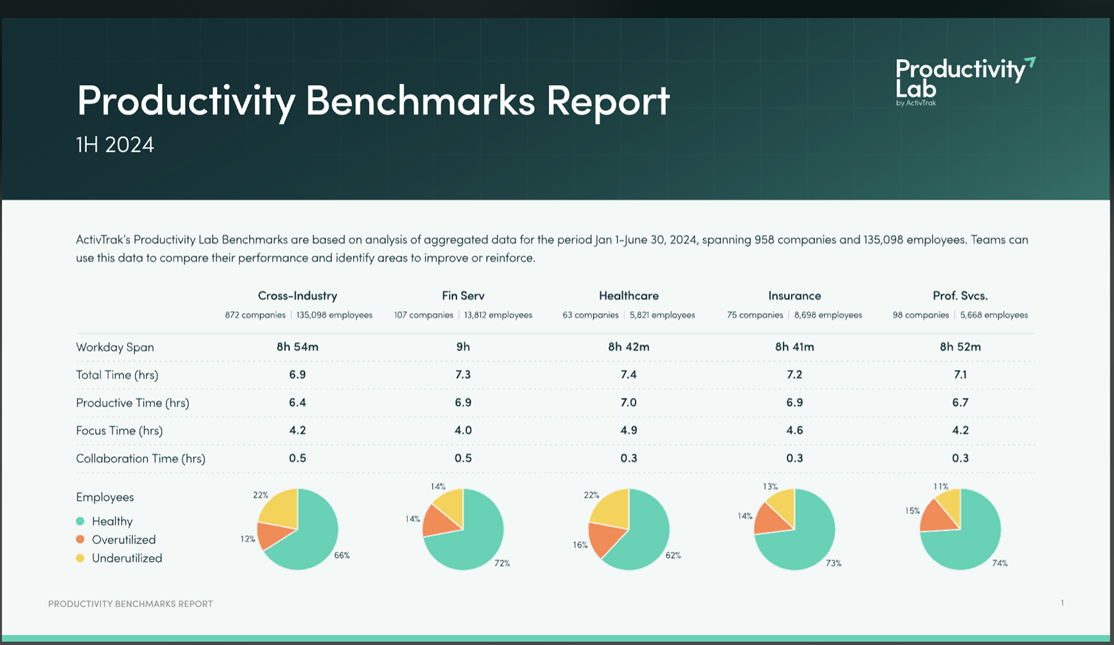 Productivity Benchmarks Report
1H 2024
Productivity
Lab
by ActivTrak
ActivTrak's Productivity Lab Benchmarks are based on analysis of aggregated data for the period Jan 1-June 30, 2024, spanning 958 companies and 135,098 employees. Teams can
use this data to compare their performance and identify areas to improve or reinforce.
Cross-Industry Fin Serv Healthcare Insurance Prof. Svcs.
872 companies | 135,098 employees 107 companies | 13,812 employees 63 companies | 5,821 employees 75 companies | 8,698 employees 98 companies | 5,668 employees
Workday Span 8h 54m 9h 8h 42m 8h 41m 8h 52m
Total Time (hrs) 6.9 7.3 7.4 7.2 7.1
Productive Time (hrs) 6.4 6.9 7.0 6.9 6.7
Focus Time (hrs) 4.2 4.0 4.9 4.6 4.2
Collaboration Time (hrs) 0.5 0.5 0.3 0.3 0.3
Employees
Healthy
Overutilized
Underutilized
22% 12% 66%
14% 14% 72%
22% 16% 62%
13% 14% 73%
11% 15% 74%
PRODUCTIVITY BENCHMARKS REPORT 1